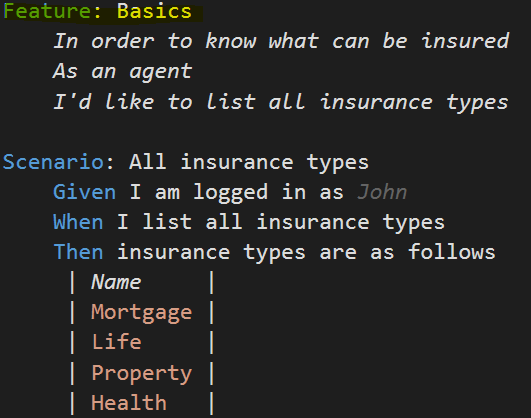 Feature: Basics
In order to know what can be insured
As an agent
I'd like to list all insurance types
Scenario: All insurance types
Given I am logged in as John
When I list all insurance types
Then insurance types are as follows
| Name |
| Mortgage |
| Life |
| Property |
| Health |